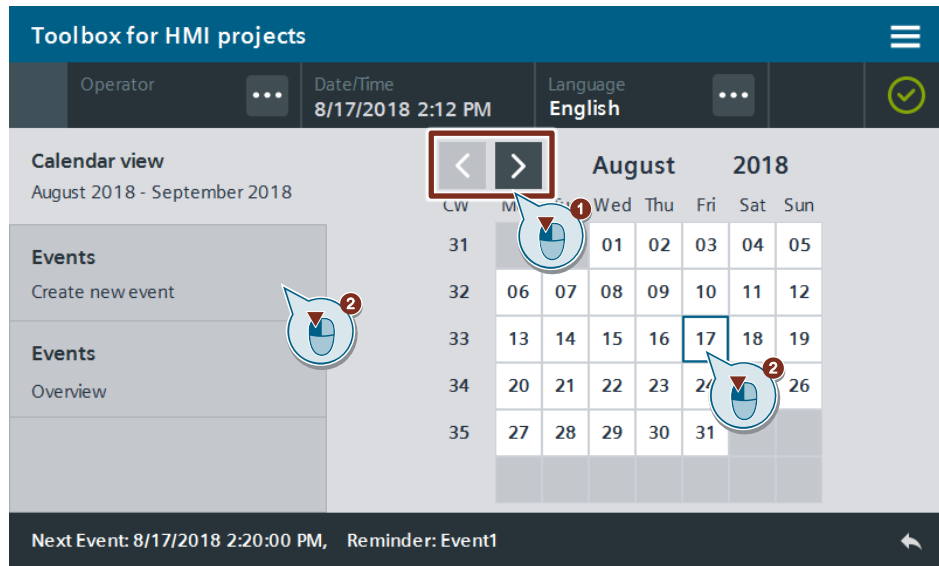 Toolbox for HMI projects
Operator
Date/Time
Language
8/17/2018 2:12 PM
English
Calendar view
August 2018 - September 2018
August 2018
CW Wed Thu Fri Sat Sun
1
31 01 02 03 04 05
Events
Create new event
32 06 07 08 09 10 11 12
2
33 13 14 15 16 17 18 19
Events
Overview
2
34 20 21 22 23 26
35 27 28 29 30 31
Next Event: 8/17/2018 2:20:00 PM, Reminder: Event1